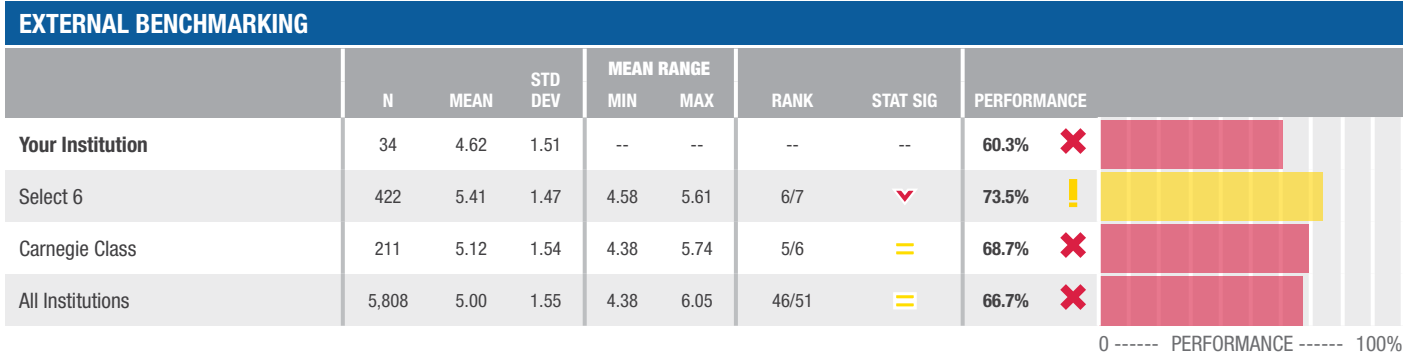 EXTERNAL BENCHMARKING
N MEAN STD DEV MEAN RANGE MIN MAX RANK STAT SIG PERFORMANCE
Your Institution 34 4.62 1.51 -- -- -- -- 60.3%
Select 6 422 5.41 1.47 4.58 5.61 6/7 73.5%
Carnegie Class 211 5.12 1.54 4.38 5.74 5/6 = 68.7%
All Institutions 5,808 5.00 1.55 4.38 6.05 46/51 = 66.7%
0 ------ PERFORMANCE ------ 100%